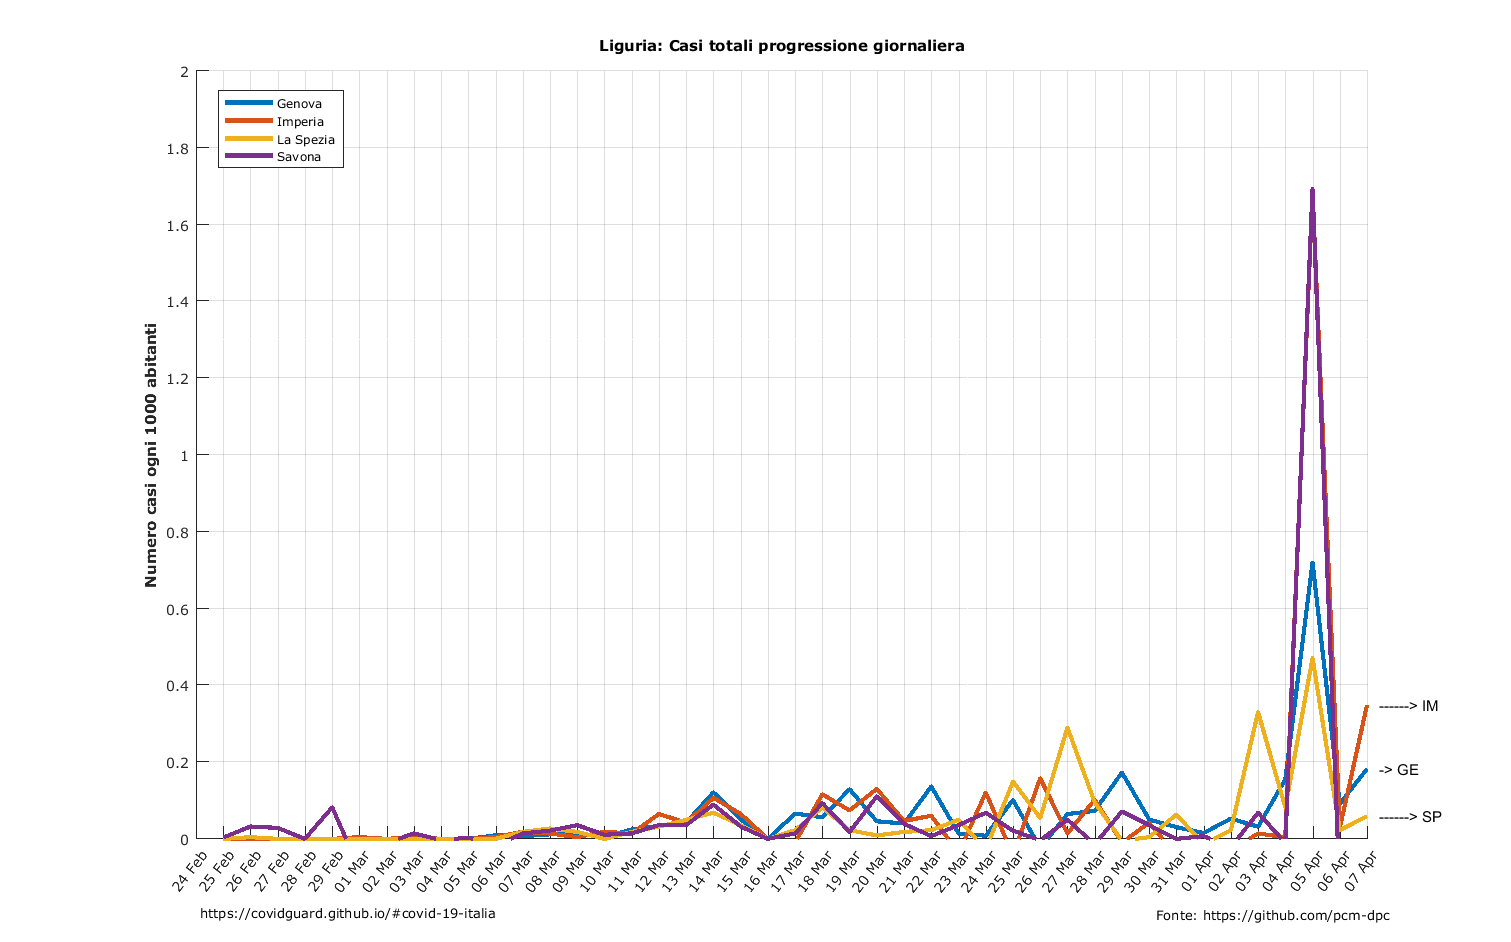 Liguria: Casi totali progressione giornaliera
Numero casi ogni 1000 abitanti
2
1.8
1.6
1.4
1.2
1
0.8
0.6
0.4
0.2
0
Genova
Imperia
La Spezia
Savona
------> IM
-> GE
------> SP
24 Feb
25 Feb
26 Feb
27 Feb
28 Feb
29 Feb
01 Mar
02 Mar
03 Mar
04 Mar
05 Mar
06 Mar
07 Mar
08 Mar
09 Mar
10 Mar
11 Mar
12 Mar
13 Mar
14 Mar
15 Mar
16 Mar
17 Mar
18 Mar
19 Mar
20 Mar
21 Mar
22 Mar
23 Mar
24 Mar
25 Mar
26 Mar
27 Mar
28 Mar
29 Mar
30 Mar
31 Mar
01 Apr
02 Apr
03 Apr
04 Apr
05 Apr
06 Apr
07 Apr
https://covidguard.github.io/#covid-19-italia
Fonte: https://github.com/pcm-dpc